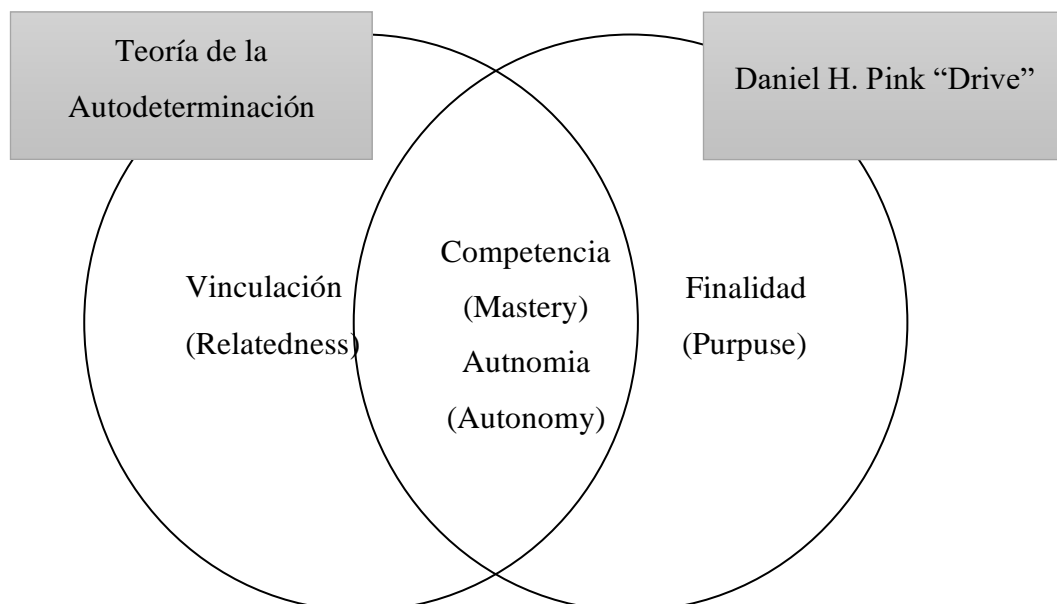 Teoría de la
Autodeterminación
Daniel H. Pink “Drive”
Vinculación
(Relatedness)
Competencia
(Mastery)
Autnomia
(Autonomy)
Finalidad
(Purpuse)